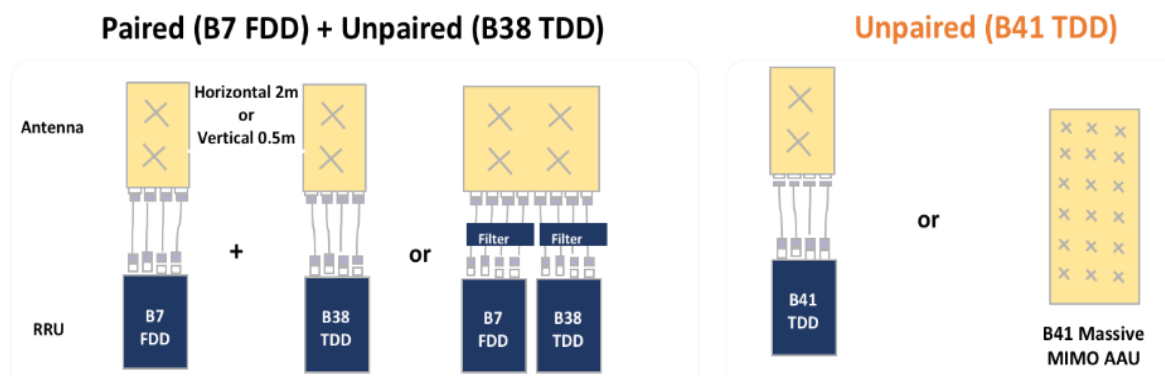 Paired (B7 FDD) + Unpaired (B38 TDD)
Unpaired (B41 TDD)
Antenna
Horizontal 2m
or
Vertical 0.5m
Filter
Filter
+
or
or
RRU
B7
FDD
B38
TDD
B7
FDD
B38
TDD
B41
TDD
B41 Massive
MIMO AAU